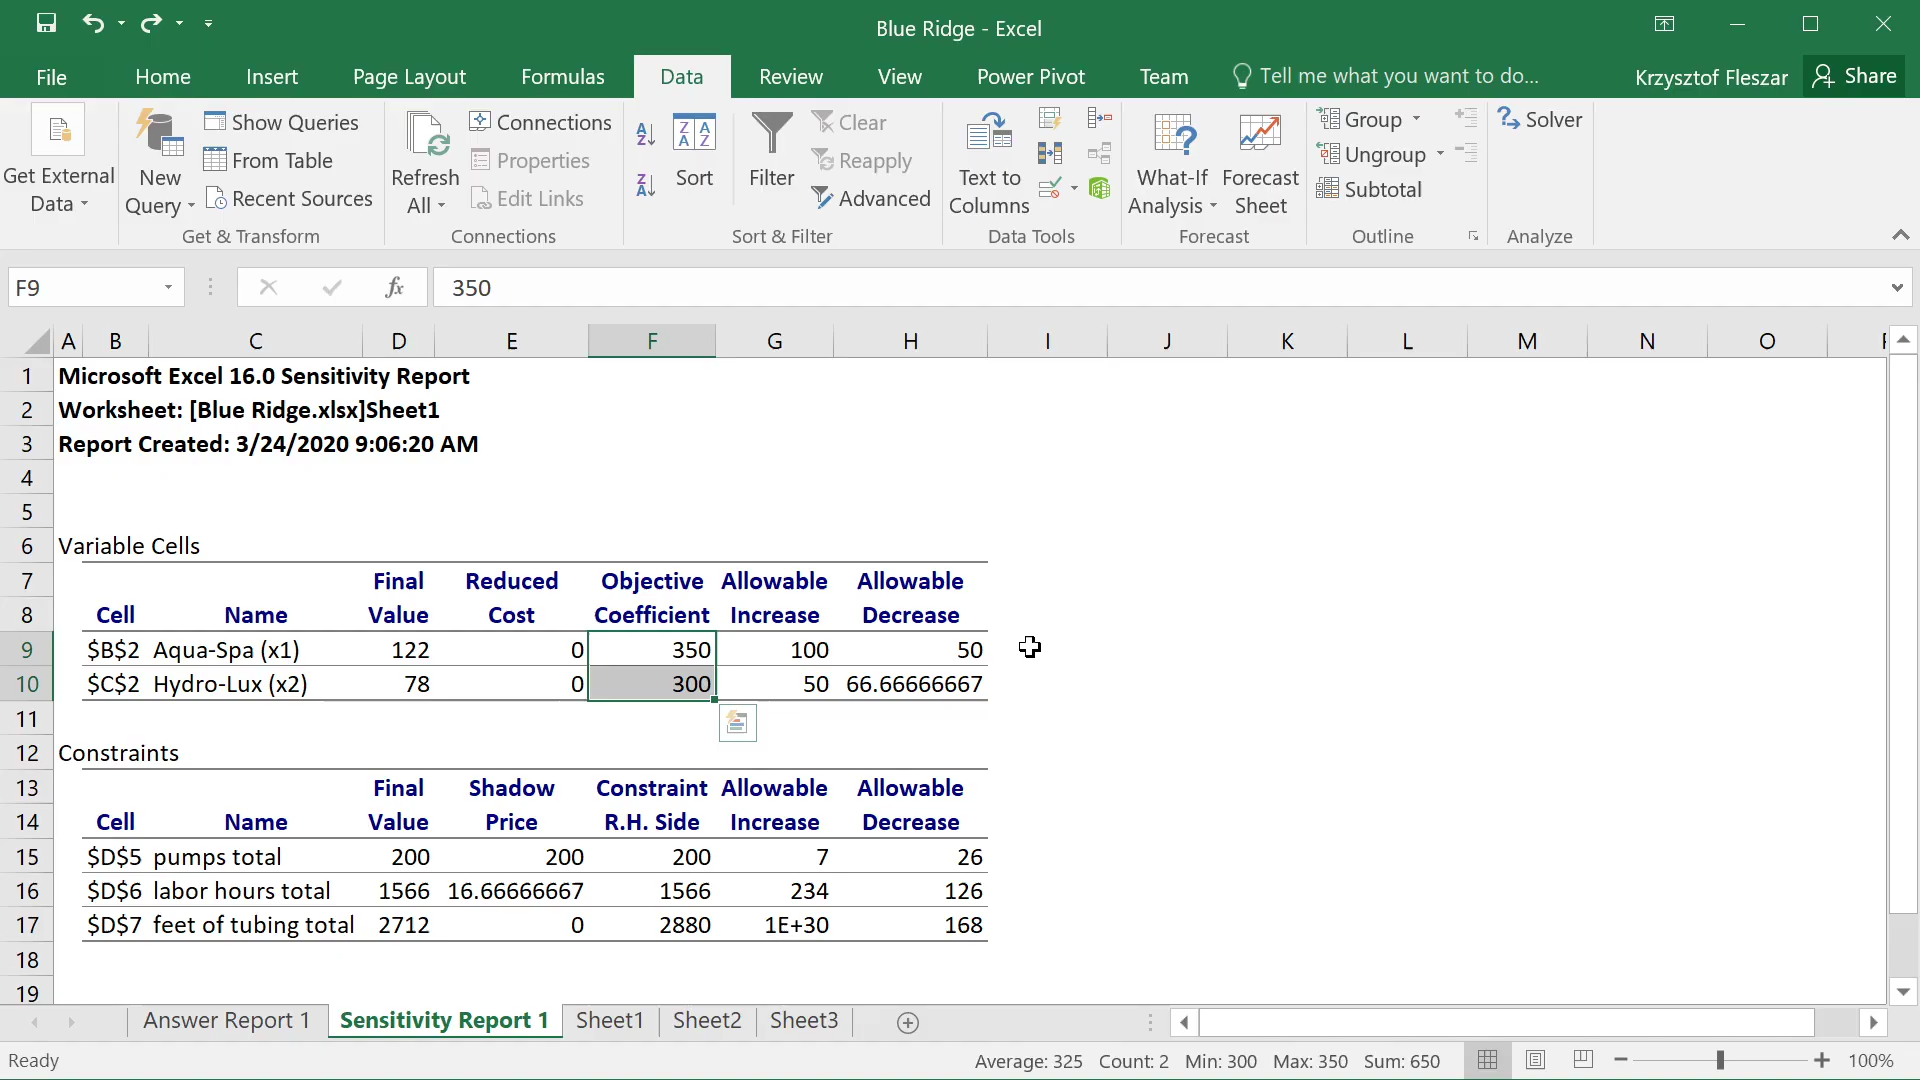 Blue Ridge - Excel
File Home Insert Page Layout Formulas Data Review View Power Pivot Team Tell me what you want to do... Krzysztof Fleszar Share
Get External Data
New Query
Show Queries
From Table
Recent Sources
Get & Transform
Refresh All
Connections
Properties
Edit Links
Connections
Sort
Filter
Clear
Reapply
Advanced
Sort & Filter
Text to Columns
Data Tools
What-If Analysis
Forecast Sheet
Forecast
Group
Ungroup
Subtotal
Outline
Solver
Analyze
F9 fx 350
A B C D E F G H I J K L M N O
1 Microsoft Excel 16.0 Sensitivity Report
2 Worksheet: [Blue Ridge.xlsx]Sheet1
3 Report Created: 3/24/2020 9:06:20 AM
4
5
6 Variable Cells
7 Final Reduced Objective Allowable Allowable
8 Cell Name Value Cost Coefficient Increase Decrease
9 $B$2 Aqua-Spa (x1) 122 0 350 100 50
10 $C$2 Hydro-Lux (x2) 78 0 300 50 66.66666667
11
12 Constraints
13 Final Shadow Constraint Allowable Allowable
14 Cell Name Value Price R.H. Side Increase Decrease
15 $D$5 pumps total 200 200 200 7 26
16 $D$6 labor hours total 1566 16.66666667 1566 234 126
17 $D$7 feet of tubing total 2712 0 2880 1E+30 168
18
19
Answer Report 1 Sensitivity Report 1 Sheet1 Sheet2 Sheet3
Ready Average: 325 Count: 2 Min: 300 Max: 350 Sum: 650 100%